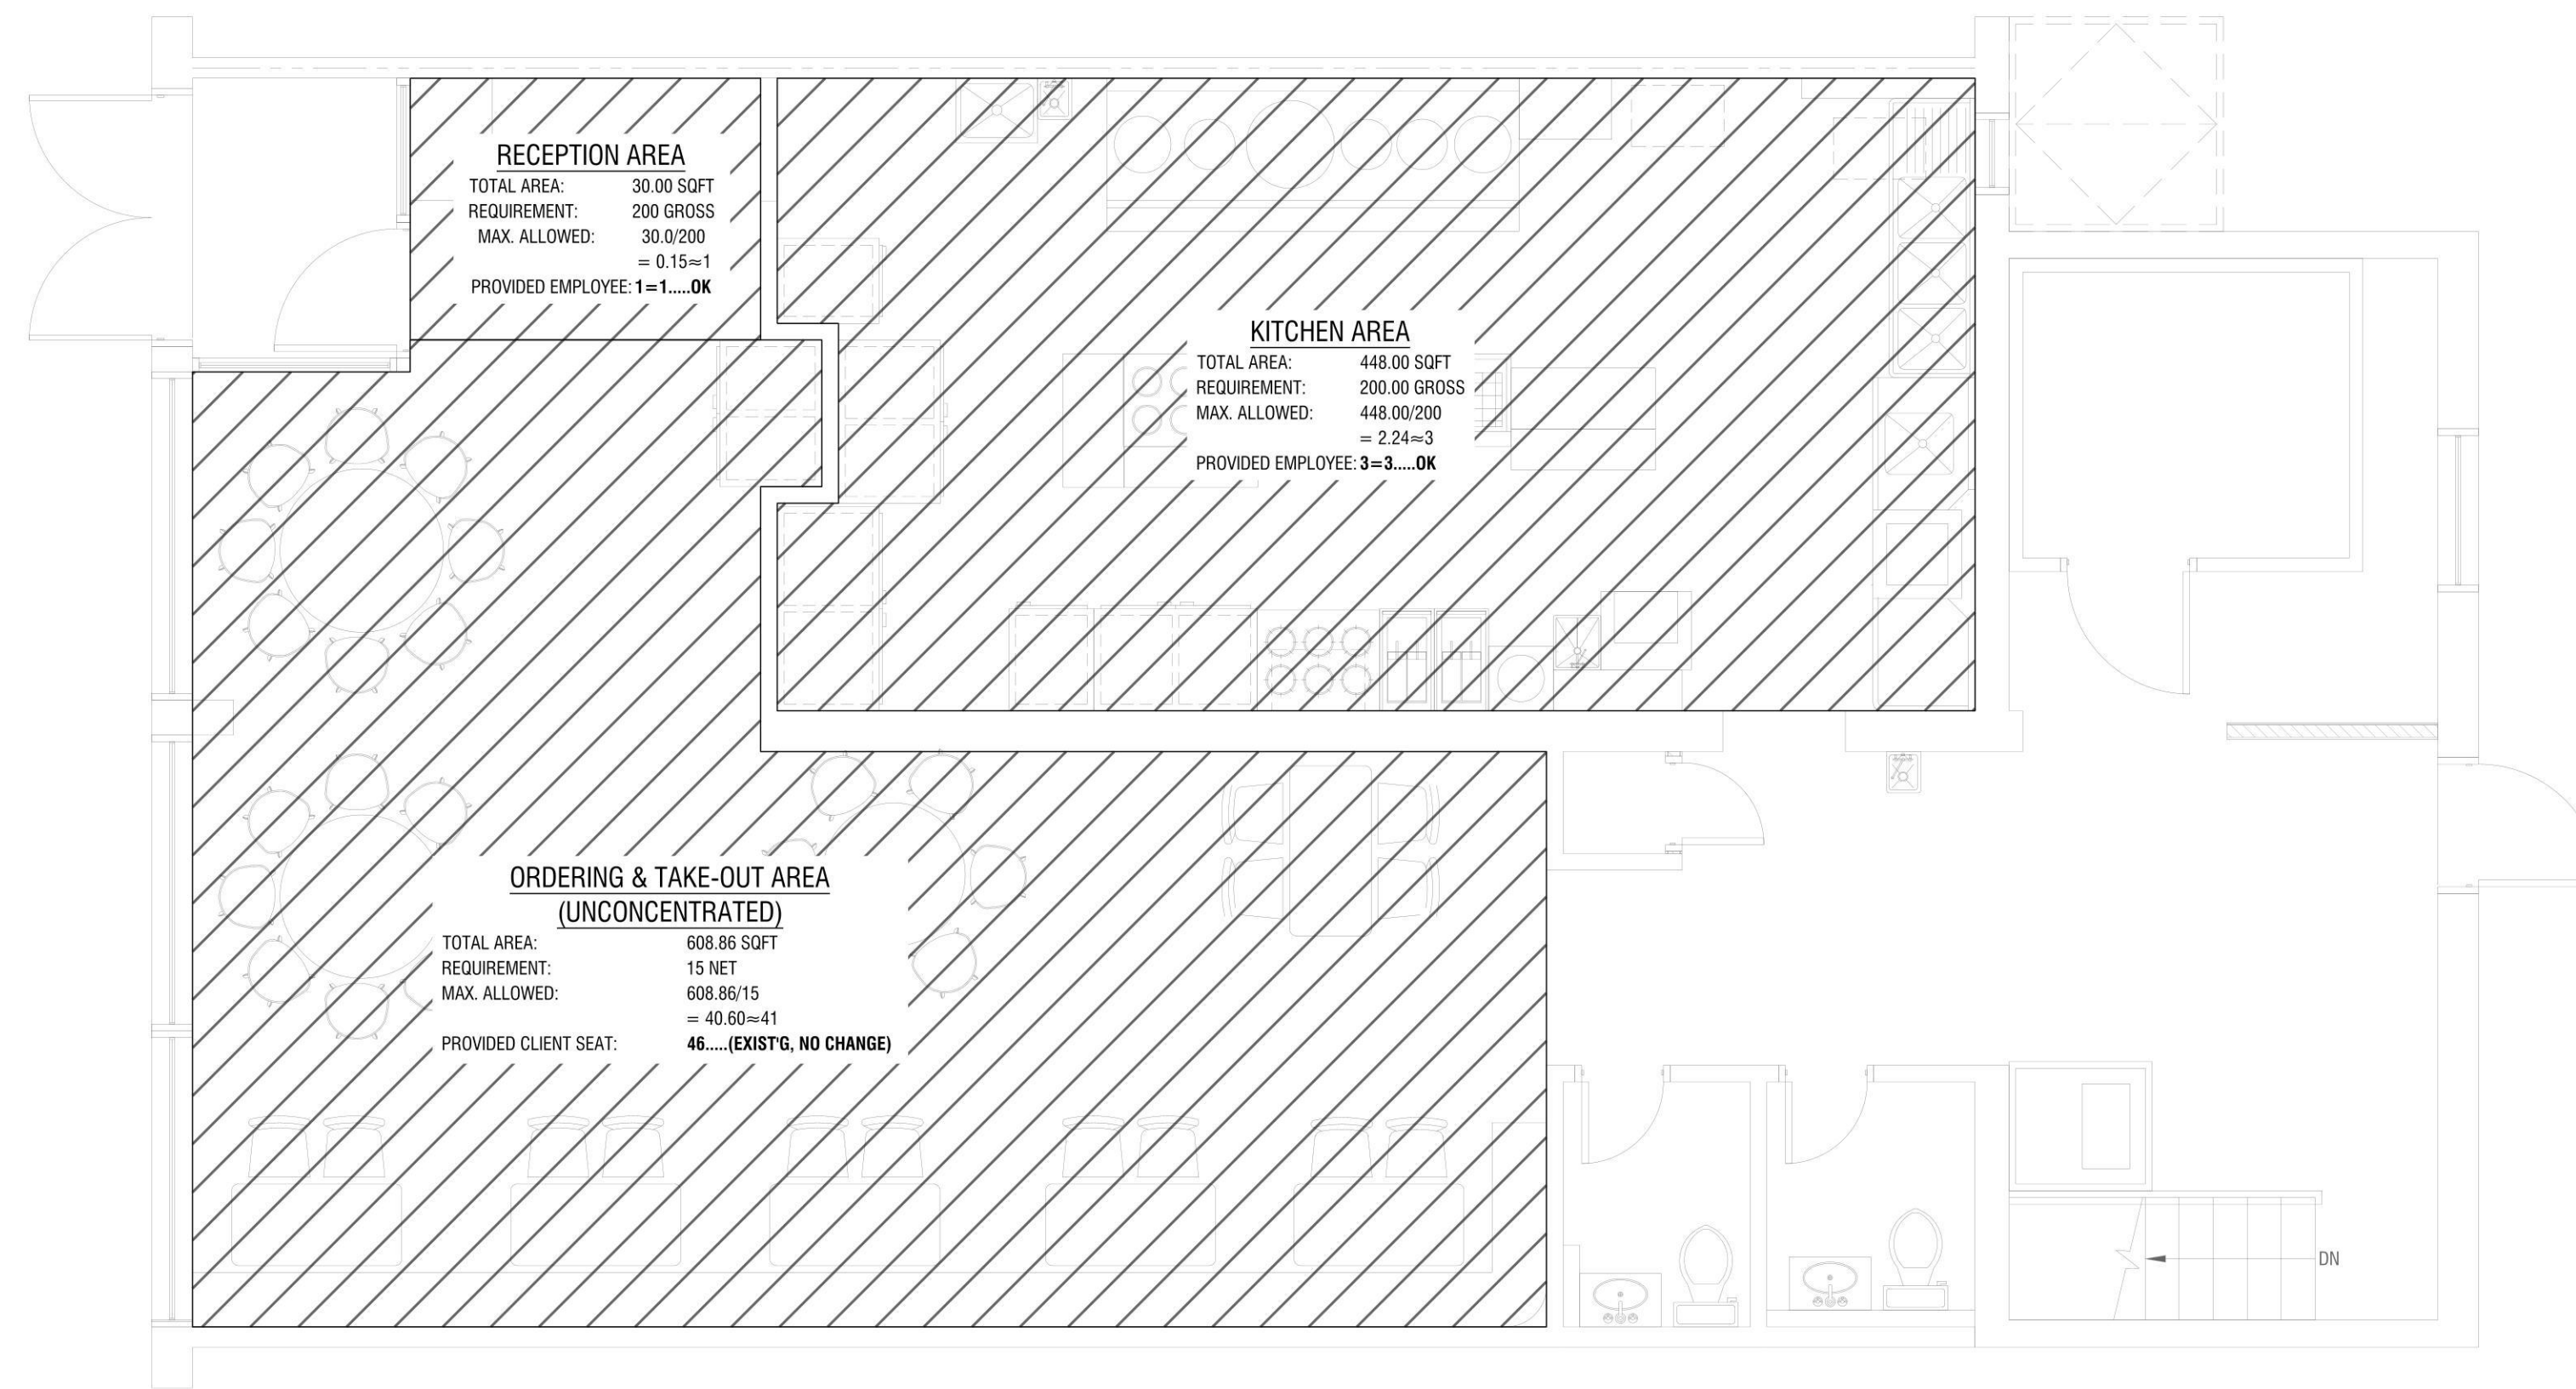 RECEPTION AREA
TOTAL AREA: 30.00 SQFT
REQUIREMENT: 200 GROSS
MAX. ALLOWED: 30.0/200
= 0.15≈1
PROVIDED EMPLOYEE: 1=1.....OK
KITCHEN AREA
TOTAL AREA: 448.00 SQFT
REQUIREMENT: 200.00 GROSS
MAX. ALLOWED: 448.00/200
= 2.24≈3
PROVIDED EMPLOYEE: 3=3.....OK
ORDERING & TAKE-OUT AREA
(UNCONCENTRATED)
TOTAL AREA: 608.86 SQFT
REQUIREMENT: 15 NET
MAX. ALLOWED: 608.86/15
= 40.60≈41
PROVIDED CLIENT SEAT: 46.....(EXIST'G, NO CHANGE)
DN